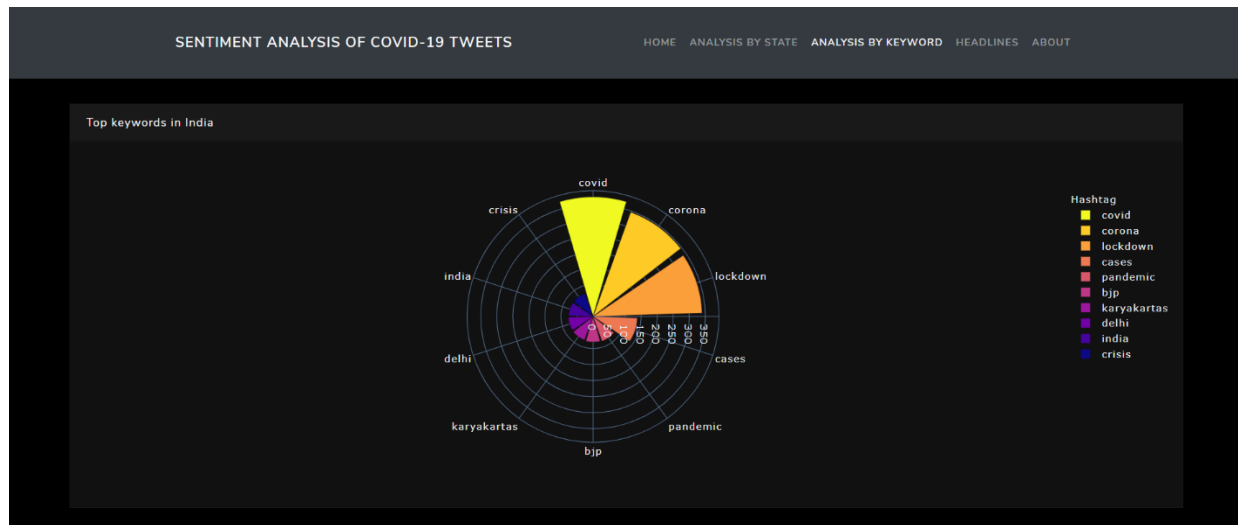 SENTIMENT ANALYSIS OF COVID-19 TWEETS
HOME ANALYSIS BY STATE ANALYSIS BY KEYWORD HEADLINES ABOUT
Top keywords in India
covid
crisis
corona
india
lockdown
0 50 100 150 200 250 300 350
delhi
cases
karyakartas
pandemic
bjp
Hashtag
covid
corona
lockdown
cases
pandemic
bjp
karyakartas
delhi
india
crisis